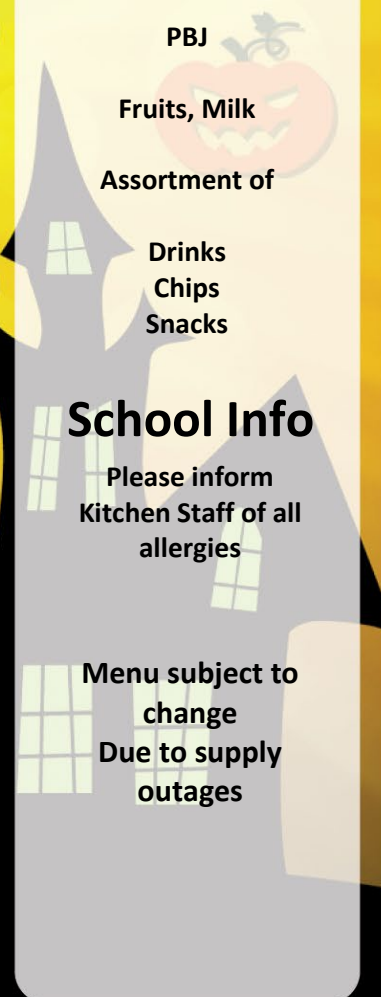 PBJ
Fruits, Milk
Assortment of
Drinks
Chips
Snacks
School Info
Please inform
Kitchen Staff of all
allergies
Menu subject to
change
Due to supply
outages